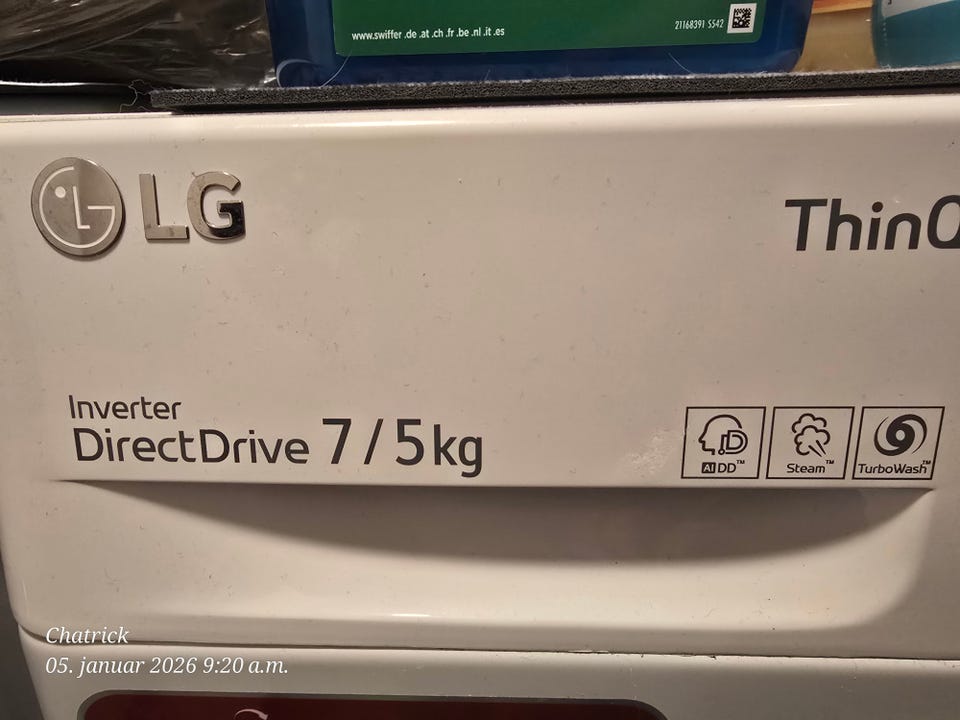 www.swiffer .de .at .ch .fr .be .nl .it .es
21168391 S542
LG
ThinQ
Inverter
DirectDrive 7/5kg
AI DD™
Steam™
TurboWash™
Chatrick
05. januar 2026 9:20 a.m.